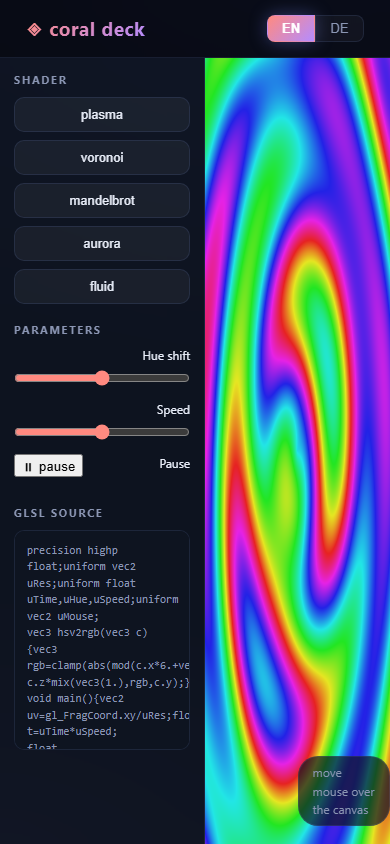 ◈ coral deck
EN DE
SHADER
plasma
voronoi
mandelbrot
aurora
fluid
PARAMETERS
Hue shift
Speed
⏸ pause Pause
GLSL SOURCE
precision highp
float;uniform vec2
uRes;uniform float
uTime,uHue,uSpeed;uniform
vec2 uMouse;
vec3 hsv2rgb(vec3 c)
{vec3
rgb=clamp(abs(mod(c.x*6.+ve
c.z*mix(vec3(1.),rgb,c.y);}
void main(){vec2
uv=gl_FragCoord.xy/uRes;flo
t=uTime*uSpeed;
float
move
mouse over
the canvas